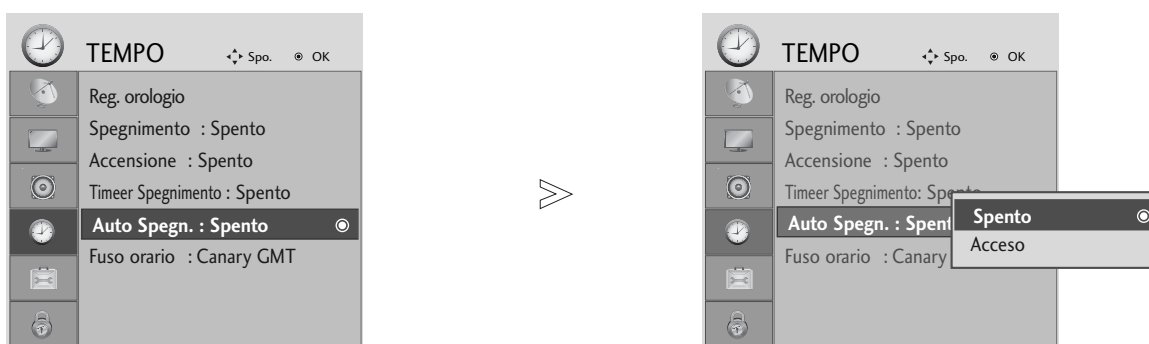 TEMPO Spo. OK
Reg. orologio
Spegnimento : Spento
Accensione : Spento
Timeer Spegnimento : Spento
Auto Spegn. : Spento
Fuso orario : Canary GMT
TEMPO Spo. OK
Reg. orologio
Spegnimento : Spento
Accensione : Spento
Timeer Spegnimento: Spento
Auto Spegn. : Spent
Fuso orario : Canary
Spento
Acceso